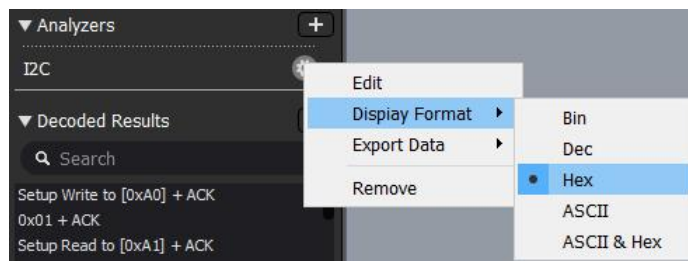 ▼ Analyzers +
I2C
▼ Decoded Results
Search
Setup Write to [0xA0] + ACK
0x01 + ACK
Setup Read to [0xA1] + ACK
Edit
Display Format
Export Data
Remove
Bin
Dec
Hex
ASCII
ASCII & Hex